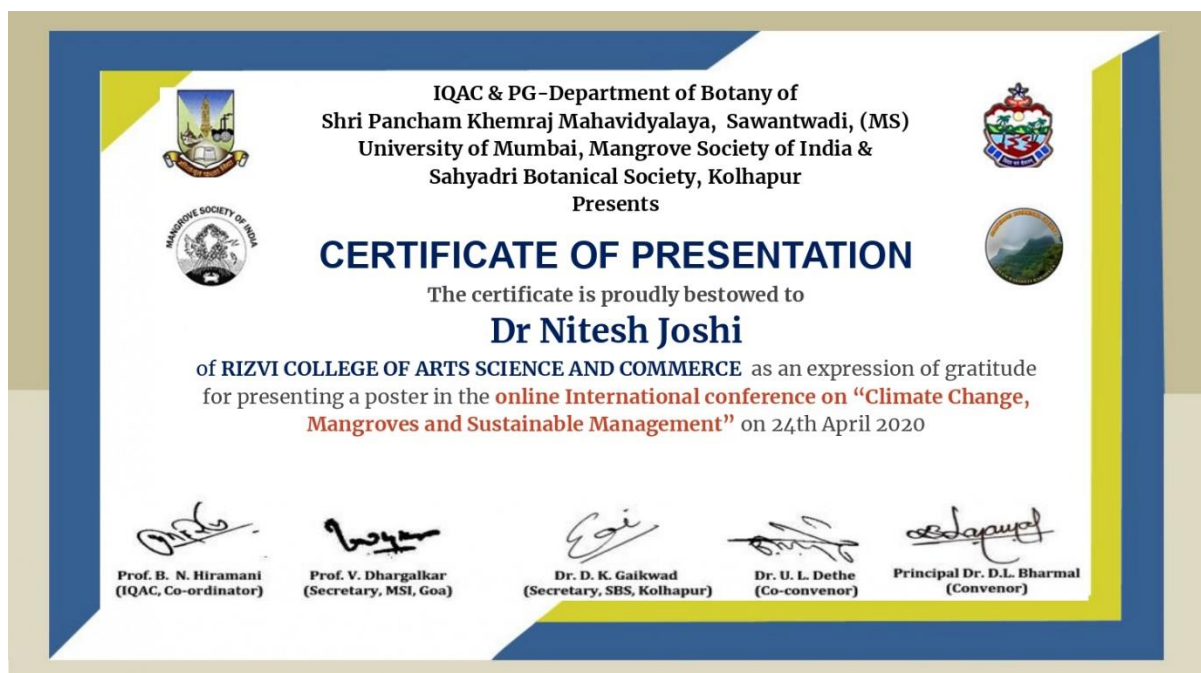 IQAC & PG-Department of Botany of
Shri Pancham Khemraj Mahavidyalaya, Sawantwadi, (MS)
University of Mumbai, Mangrove Society of India &
Sahyadri Botanical Society, Kolhapur
Presents
MANGROVE SOCIETY OF INDIA
CERTIFICATE OF PRESENTATION
The certificate is proudly bestowed to
Dr Nitesh Joshi
of RIZVI COLLEGE OF ARTS SCIENCE AND COMMERCE as an expression of gratitude
for presenting a poster in the online International conference on “Climate Change,
Mangroves and Sustainable Management” on 24th April 2020
Prof. B. N. Hiramani
(IQAC, Co-ordinator)
Prof. V. Dhargalkar
(Secretary, MSI, Goa)
Dr. D. K. Gaikwad
(Secretary, SBS, Kolhapur)
Dr. U. L. Dethe
(Co-convenor)
Principal Dr. D.L. Bharmal
(Convenor)